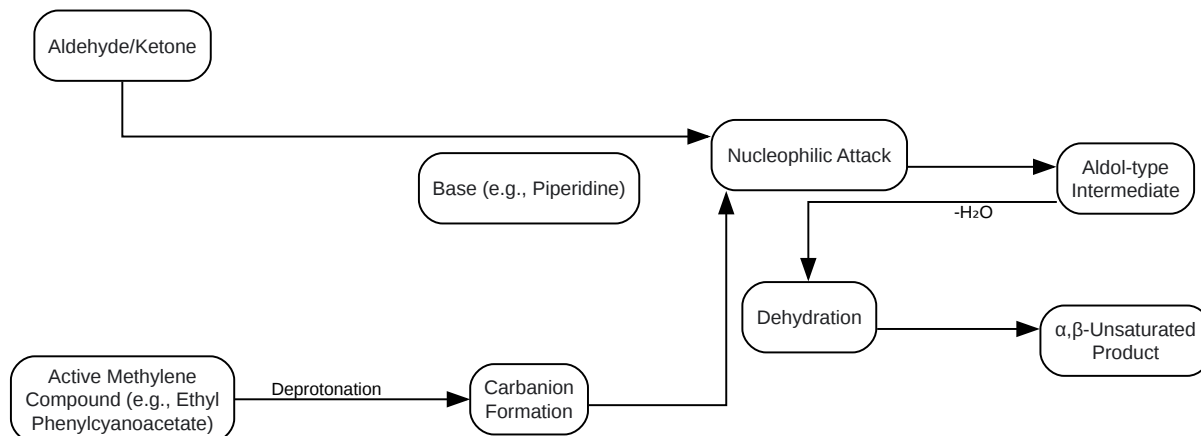 Aldehyde/Ketone
Nucleophilic Attack
Base (e.g., Piperidine)
Aldol-type
Intermediate
-H₂O
Dehydration
α,β-Unsaturated
Product
Active Methylene
Compound (e.g., Ethyl
Phenylcyanoacetate)
Deprotonation
Carbanion
Formation